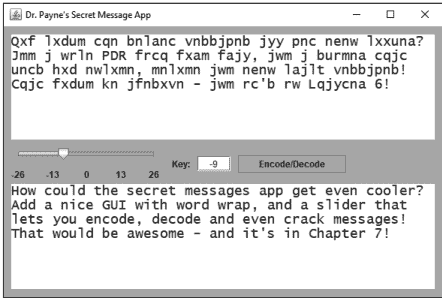 Dr. Payne's Secret Message App
Qxf lxdum cqn bnlanc vnbbjpnb jyy pnc nenw lxxuna?
Jmm j wrln PDR frcq fxam fajy, jwm j burmna cqjc
uncb hxd nwlxmn, mnlxmn jwm nenw lajlt vnbbjpnb!
Cqjc fxdum kn jfnbxvn - jwm rc'b rw Lqjycna 6!
-26 -13 0 13 26 Key: -9 Encode/Decode
How could the secret messages app get even cooler?
Add a nice GUI with word wrap, and a slider that
lets you encode, decode and even crack messages!
That would be awesome - and it's in Chapter 7!